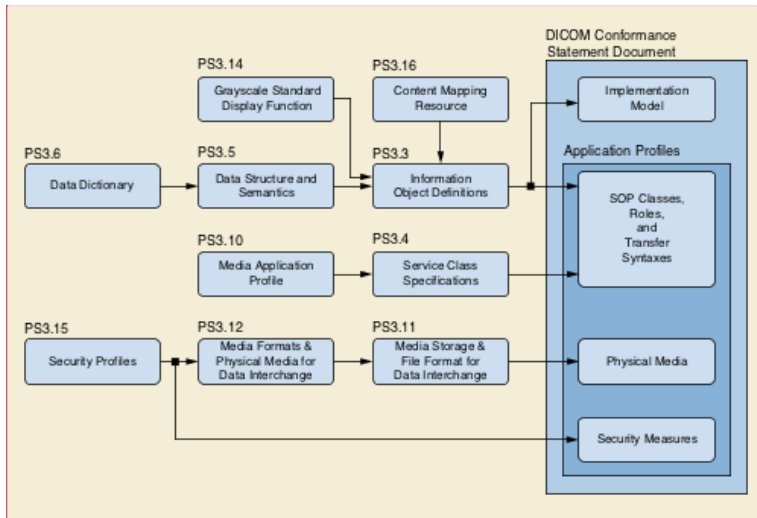 DICOM Conformance
Statement Document
PS3.14
Grayscale Standard
Display Function
PS3.16
Content Mapping
Resource
Implementation
Model
PS3.6
Data Dictionary
PS3.5
Data Structure and
Semantics
PS3.3
Information
Object Definitions
Application Profiles
SOP Classes,
Roles,
and
Transfer
Syntaxes
PS3.10
Media Application
Profile
PS3.4
Service Class
Specifications
PS3.15
Security Profiles
PS3.12
Media Formats &
Physical Media for
Data Interchange
PS3.11
Media Storage &
File Format for
Data Interchange
Physical Media
Security Measures